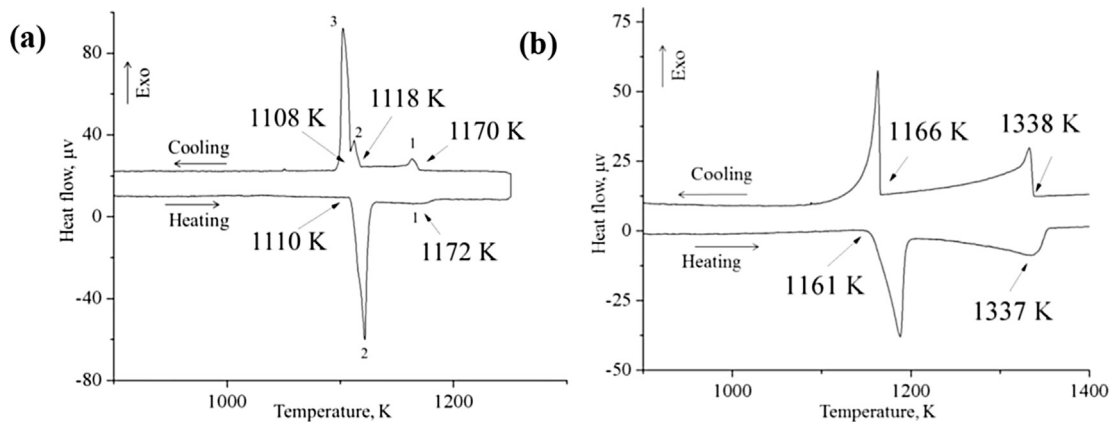 (a)
80
40
0
-40
-80
Heat flow, μv
Exo
3
2
1
1108 K
1118 K
1170 K
Cooling
Heating
1110 K
1
1172 K
2
1000
1200
Temperature, K
(b)
75
50
25
0
-25
-50
Heat flow, μv
Exo
1166 K
1338 K
Cooling
Heating
1161 K
1337 K
1000
1200
1400
Temperature, K